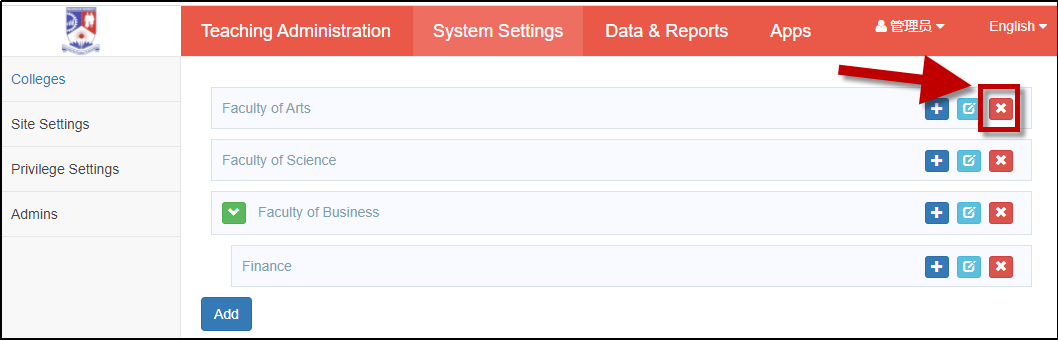 Teaching Administration System Settings Data & Reports Apps 管理员 English
Colleges
Site Settings
Privilege Settings
Admins
Faculty of Arts
Faculty of Science
Faculty of Business
Finance
Add